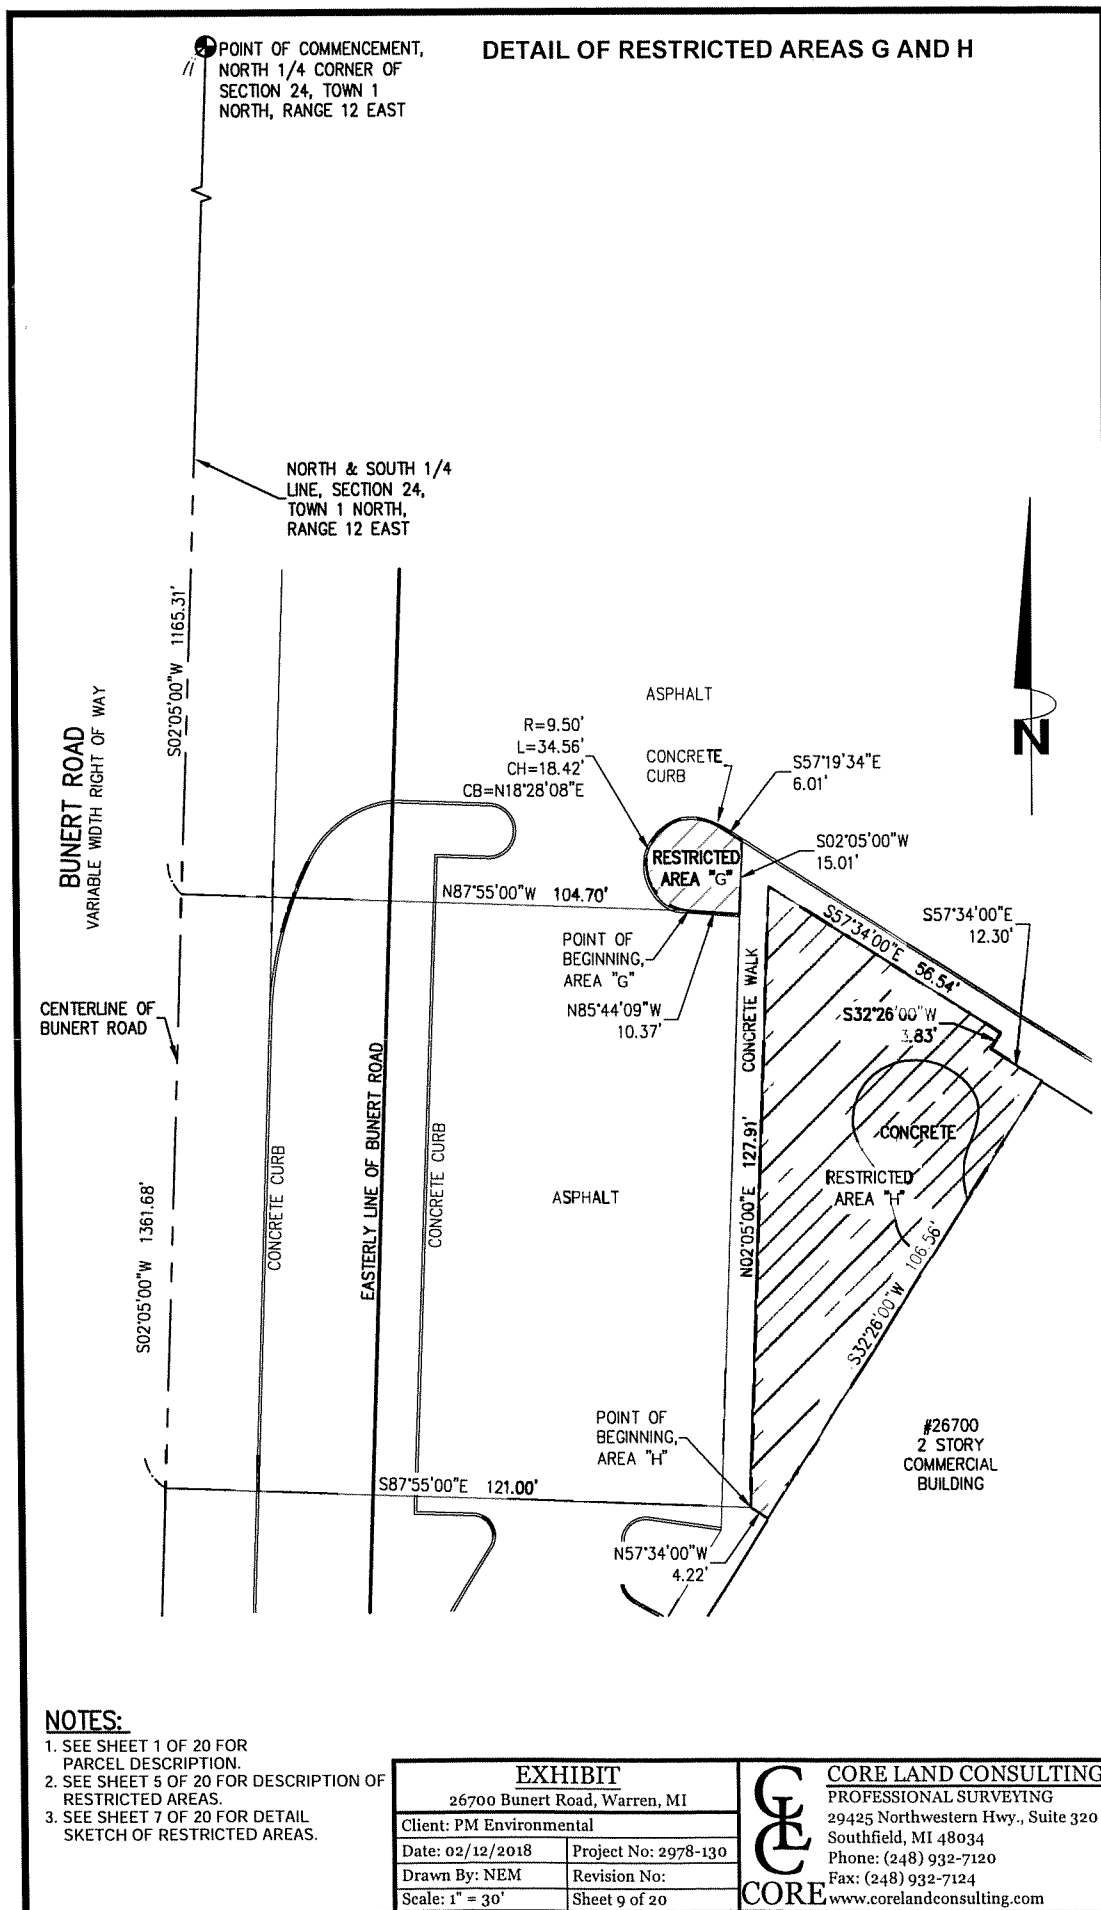 DETAIL OF RESTRICTED AREAS G AND H
POINT OF COMMENCEMENT,
NORTH 1/4 CORNER OF
SECTION 24, TOWN 1
NORTH, RANGE 12 EAST
NORTH & SOUTH 1/4
LINE, SECTION 24,
TOWN 1 NORTH,
RANGE 12 EAST
S02°05'00"W 1165.31'
BUNERT ROAD
VARIABLE WIDTH RIGHT OF WAY
ASPHALT
R=9.50'
L=34.56'
CH=18.42'
CB=N18°28'08"E
CONCRETE
CURB
S57°19'34"E
6.01'
N
S02°05'00"W
15.01'
RESTRICTED
AREA "G"
N87°55'00"W 104.70'
S57°34'00"E 56.54'
S57°34'00"E
12.30'
POINT OF
BEGINNING,
AREA "G"
N85°44'09"W
10.37'
CONCRETE WALK
S32°26'00"W
3.83'
CENTERLINE OF
BUNERT ROAD
EASTERLY LINE OF BUNERT ROAD
CONCRETE CURB
CONCRETE CURB
N02°05'00"E 127.91'
CONCRETE
RESTRICTED
AREA "H"
ASPHALT
S02°05'00"W 1361.68'
S32°26'00"W 106.56'
POINT OF
BEGINNING,
AREA "H"
#26700
2 STORY
COMMERCIAL
BUILDING
S87°55'00"E 121.00'
N57°34'00"W
4.22'
NOTES:
1. SEE SHEET 1 OF 20 FOR
PARCEL DESCRIPTION.
2. SEE SHEET 5 OF 20 FOR DESCRIPTION OF
RESTRICTED AREAS.
3. SEE SHEET 7 OF 20 FOR DETAIL
SKETCH OF RESTRICTED AREAS.
EXHIBIT
26700 Bunert Road, Warren, MI
Client: PM Environmental
Date: 02/12/2018 Project No: 2978-130
Drawn By: NEM Revision No:
Scale: 1" = 30' Sheet 9 of 20
CLC
CORE
CORE LAND CONSULTING
PROFESSIONAL SURVEYING
29425 Northwestern Hwy., Suite 320
Southfield, MI 48034
Phone: (248) 932-7120
Fax: (248) 932-7124
www.corelandconsulting.com